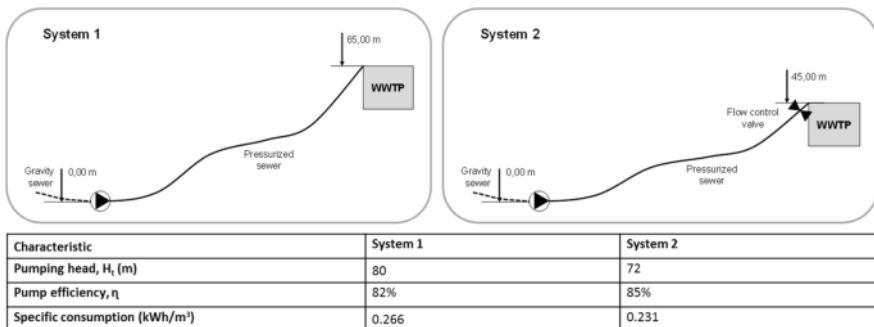 System 1
65,00 m
WWTP
Pressurized
sewer
Gravity
sewer
0,00 m
System 2
45,00 m
Flow control
valve
WWTP
Pressurized
sewer
Gravity
sewer
0,00 m
Characteristic System 1 System 2
Pumping head, Hₜ (m) 80 72
Pump efficiency, η 82% 85%
Specific consumption (kWh/m³) 0.266 0.231